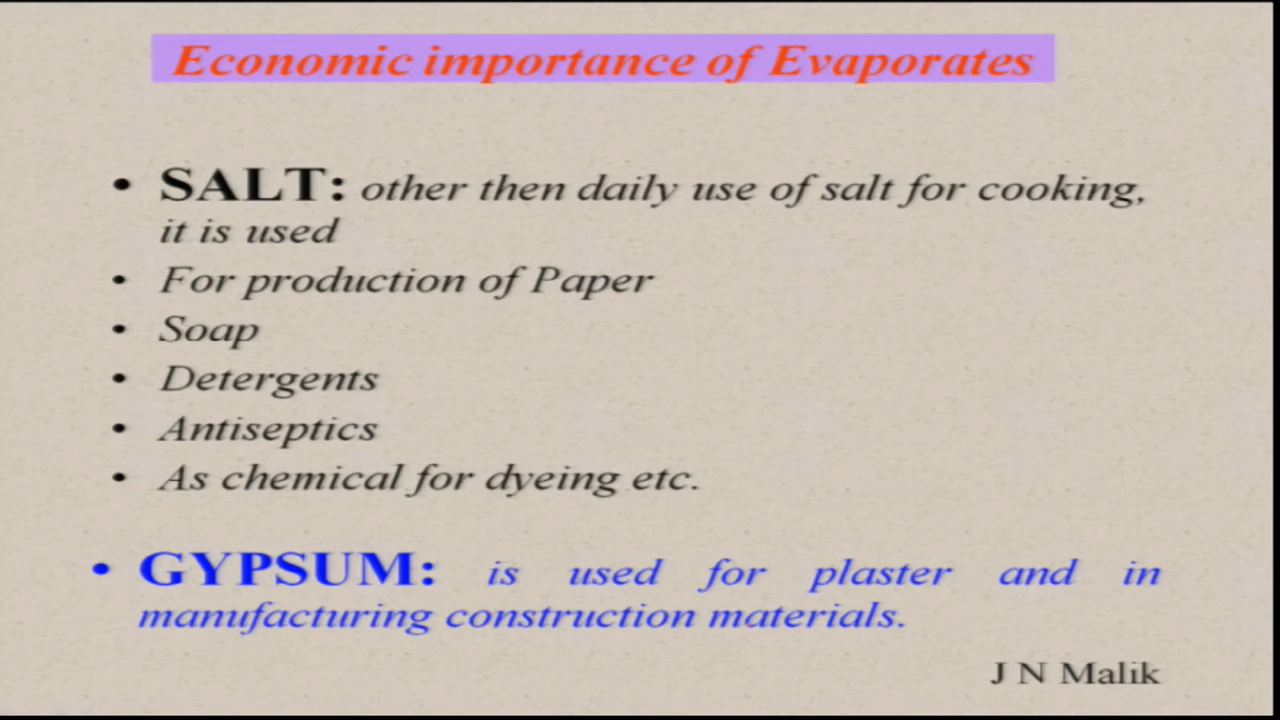 Economic importance of Evaporates
• SALT: other then daily use of salt for cooking,
it is used
• For production of Paper
• Soap
• Detergents
• Antiseptics
• As chemical for dyeing etc.
• GYPSUM: is used for plaster and in
manufacturing construction materials.
J N Malik